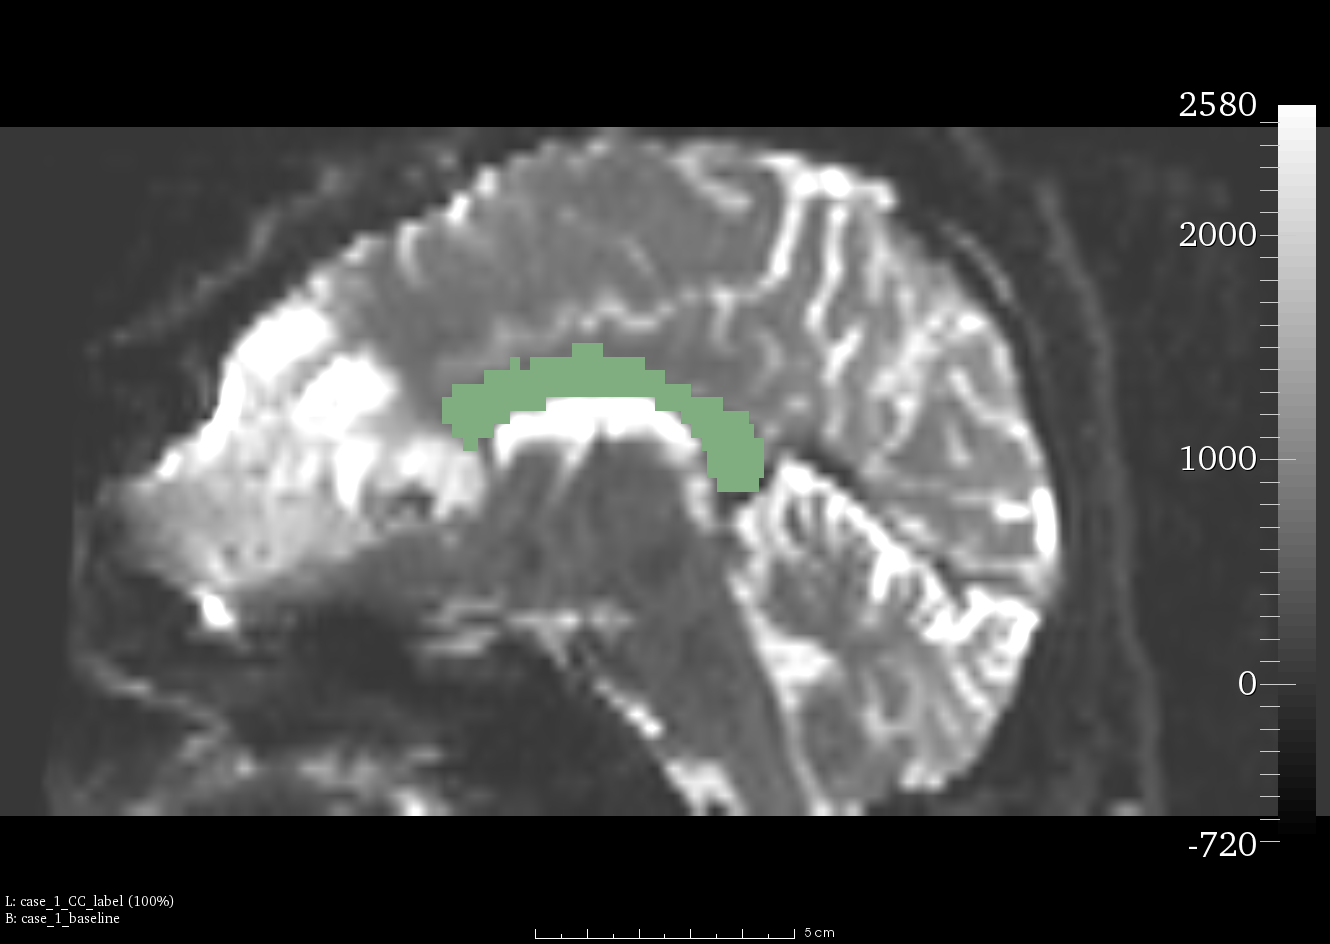 2580
2000
1000
0
-720
L: case_1_CC_label (100%)
B: case_1_baseline
5 cm